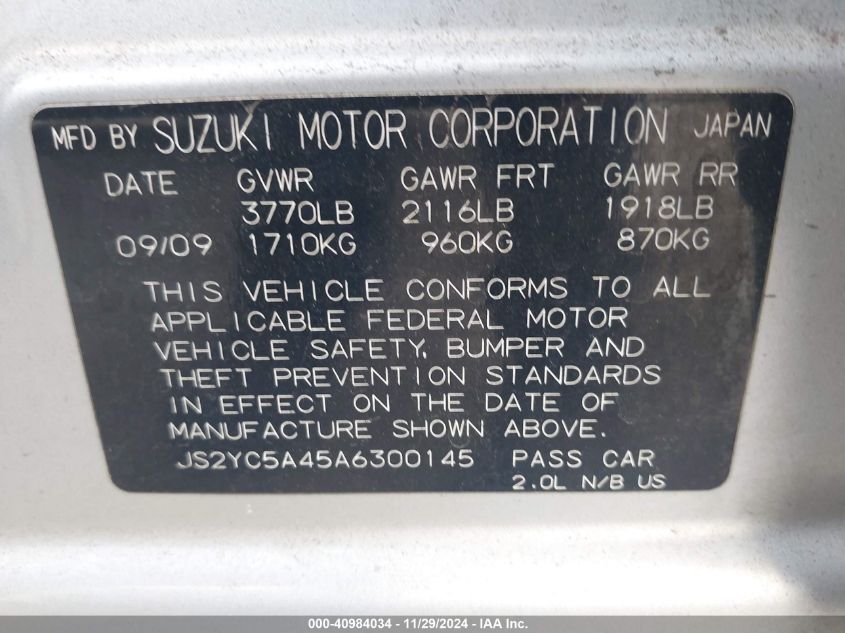 MFD BY SUZUKI MOTOR CORPORATION JAPAN
DATE GVWR GAWR FRT GAWR RR
3770LB 2116LB 1918LB
09/09 1710KG 960KG 870KG
THIS VEHICLE CONFORMS TO ALL
APPLICABLE FEDERAL MOTOR
VEHICLE SAFETY, BUMPER AND
THEFT PREVENTION STANDARDS
IN EFFECT ON THE DATE OF
MANUFACTURE SHOWN ABOVE.
JS2YC5A45A6300145 PASS CAR
2.0L N/B US
000-40984034 - 11/29/2024 - IAA Inc.